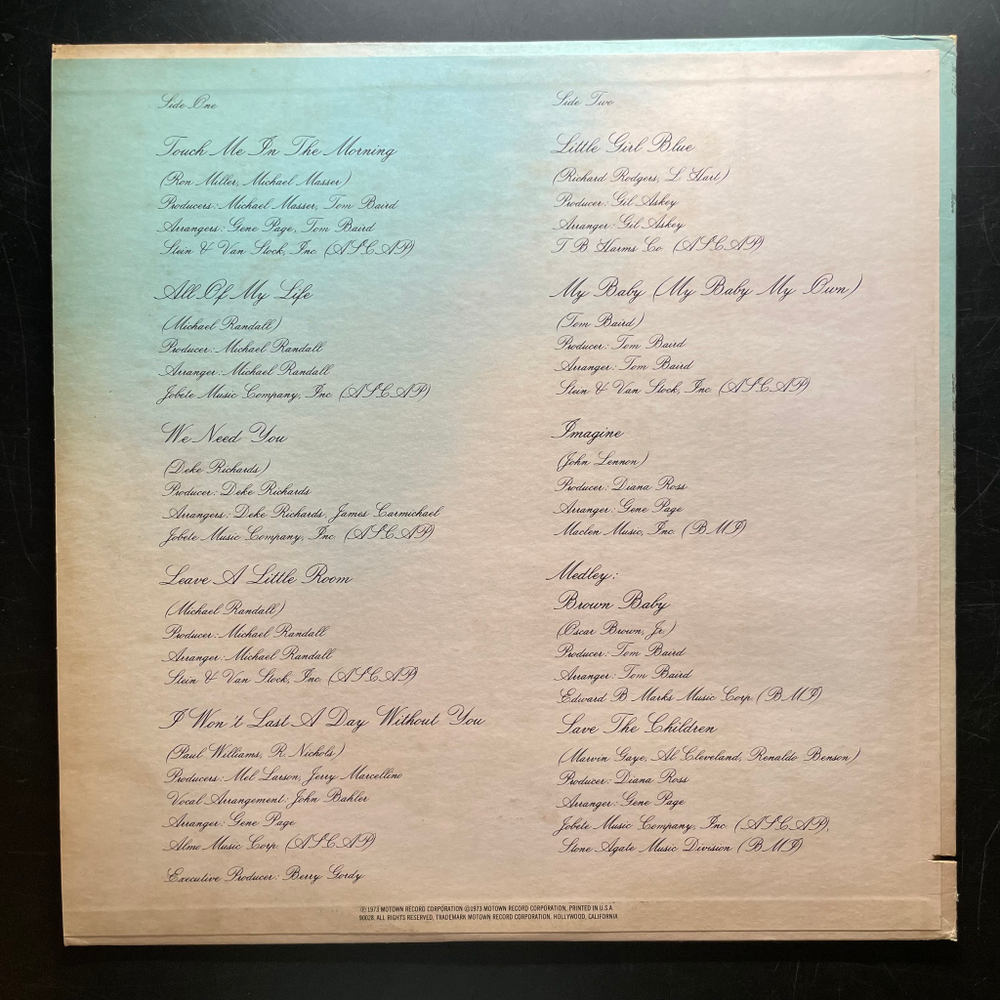 Side One
Touch Me In The Morning
(Ron Miller, Michael Masser)
Producers: Michael Masser, Tom Baird
Arrangers: Gene Page, Tom Baird
Stein & Van Stock, Inc. (ASCAP)
All Of My Life
(Michael Randall)
Producer: Michael Randall
Arranger: Michael Randall
Jobete Music Company, Inc. (ASCAP)
We Need You
(Deke Richards)
Producer: Deke Richards
Arrangers: Deke Richards, James Carmichael
Jobete Music Company, Inc. (ASCAP)
Leave A Little Room
(Michael Randall)
Producer: Michael Randall
Arranger: Michael Randall
Stein & Van Stock, Inc. (ASCAP)
I Won't Last A Day Without You
(Paul Williams, R. Nichols)
Producers: Mel Larson, Jerry Marcellino
Vocal Arrangement: John Bahler
Arranger: Gene Page
Almo Music Corp. (ASCAP)
Executive Producer: Berry Gordy
Side Two
Little Girl Blue
(Richard Rodgers, L. Hart)
Producer: Gil Askey
Arranger: Gil Askey
T. B. Harms Co. (ASCAP)
My Baby (My Baby My Own)
(Tom Baird)
Producer: Tom Baird
Arranger: Tom Baird
Stein & Van Stock, Inc. (ASCAP)
Imagine
(John Lennon)
Producer: Diana Ross
Arranger: Gene Page
Maclen Music, Inc. (BMI)
Medley:
Brown Baby
(Oscar Brown, Jr.)
Producer: Tom Baird
Arranger: Tom Baird
Edward B. Marks Music Corp. (BMI)
Save The Children
(Marvin Gaye, Al Cleveland, Renaldo Benson)
Producer: Diana Ross
Arranger: Gene Page
Jobete Music Company, Inc. (ASCAP),
Stone Agate Music Division (BMI)
℗ 1973 MOTOWN RECORD CORPORATION ©1973 MOTOWN RECORD CORPORATION, PRINTED IN U.S.A.
90028. ALL RIGHTS RESERVED, TRADEMARK MOTOWN RECORD CORPORATION. HOLLYWOOD, CALIFORNIA